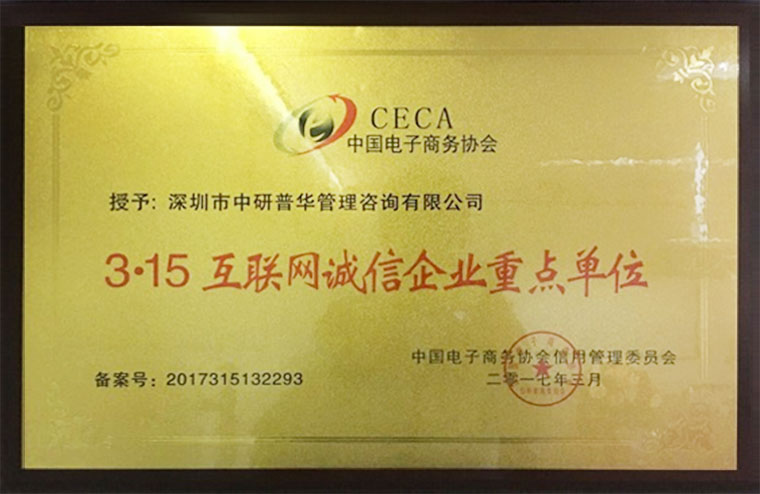 CECA
中国电子商务协会
授予: 深圳市中研普华管理咨询有限公司
3·15 互联网诚信企业重点单位
中国电子商务协会信用管理委员会
备案号: 2017315132293
二零一七年三月